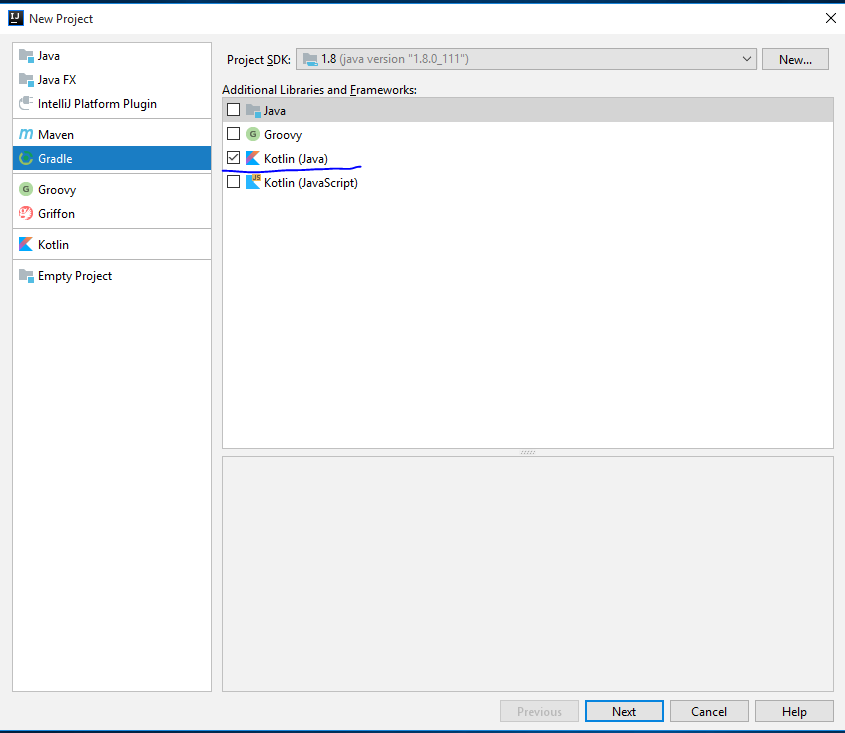 New Project
Java
Java FX
IntelliJ Platform Plugin
Maven
Gradle
Groovy
Griffon
Kotlin
Empty Project
Project SDK: 1.8 (java version "1.8.0_111") New...
Additional Libraries and Frameworks:
Java
Groovy
Kotlin (Java)
Kotlin (JavaScript)
Previous Next Cancel Help